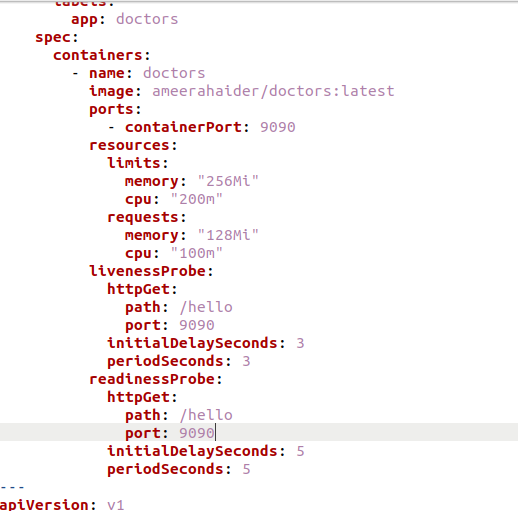 labels:
app: doctors
spec:
containers:
- name: doctors
image: ameerahaider/doctors:latest
ports:
- containerPort: 9090
resources:
limits:
memory: "256Mi"
cpu: "200m"
requests:
memory: "128Mi"
cpu: "100m"
livenessProbe:
httpGet:
path: /hello
port: 9090
initialDelaySeconds: 3
periodSeconds: 3
readinessProbe:
httpGet:
path: /hello
port: 9090
initialDelaySeconds: 5
periodSeconds: 5
---
apiVersion: v1